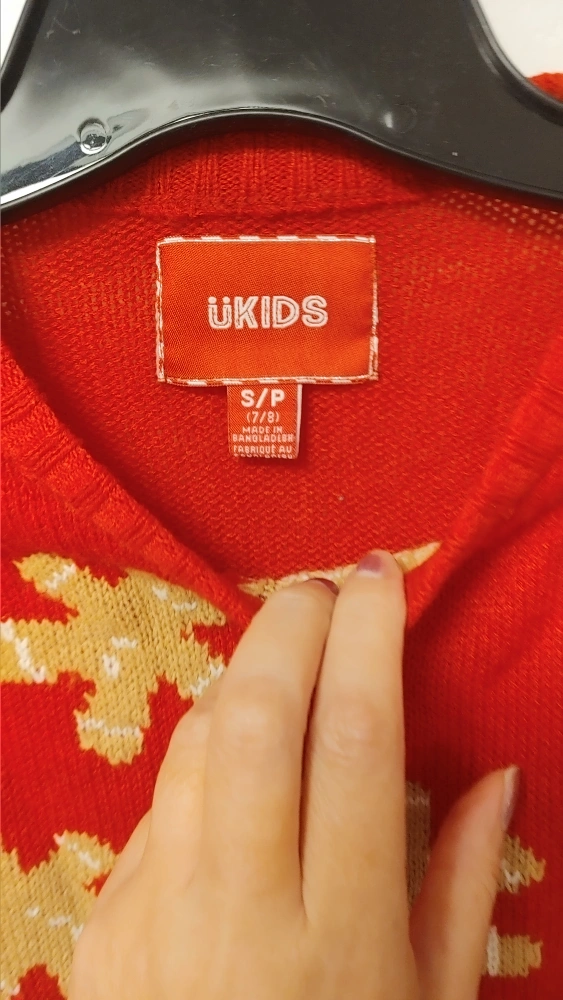 üKIDS
S/P
(7/8)
MADE IN
BANGLADESH
FABRIQUÉ AU